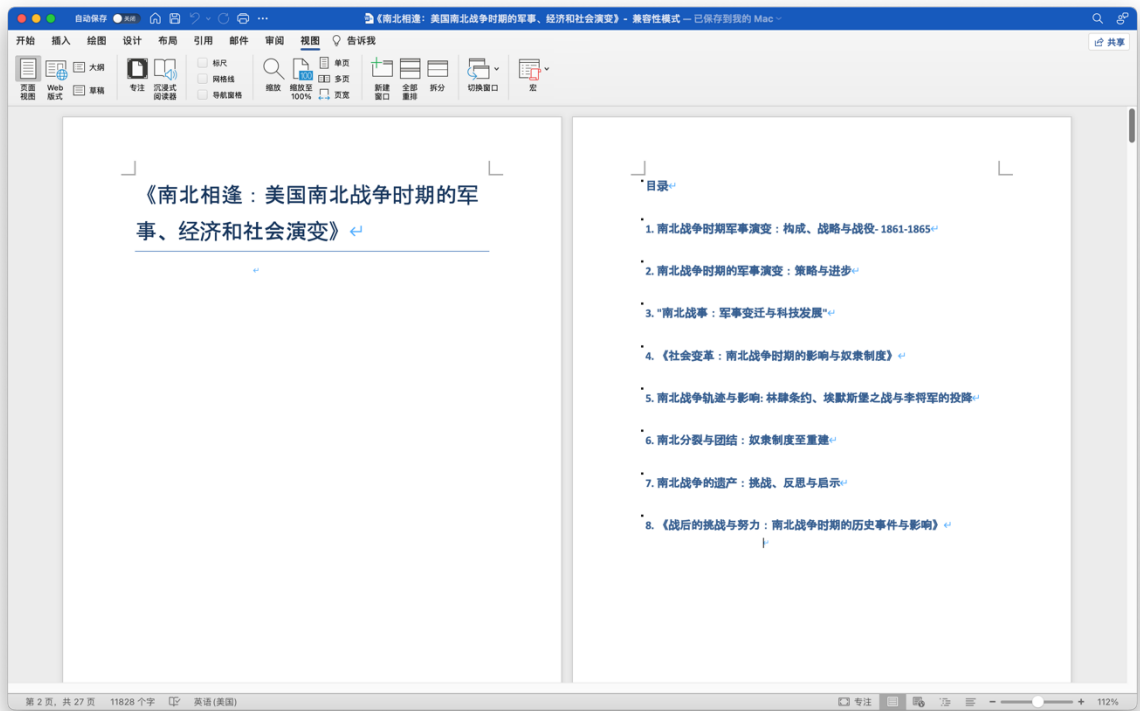 自动保存 关闭
《南北相逢：美国南北战争时期的军事、经济和社会演变》 - 兼容性模式 — 已保存到我的 Mac
开始 插入 绘图 设计 布局 引用 邮件 审阅 视图 告诉我
共享
页面视图
Web 版式
大纲
草稿
专注
沉浸式阅读器
标尺
网格线
导航窗格
缩放
缩放至 100%
100
单页
多页
页宽
新建窗口
全部重排
拆分
切换窗口
宏
《南北相逢：美国南北战争时期的军
事、经济和社会演变》
目录
1. 南北战争时期军事演变：构成、战略与战役- 1861-1865
2. 南北战争时期的军事演变：策略与进步
3. "南北战事：军事变迁与科技发展"
4. 《社会变革：南北战争时期的影响与奴隶制度》
5. 南北战争轨迹与影响: 林肆条约、埃默斯堡之战与李将军的投降
6. 南北分裂与团结：奴隶制度至重建
7. 南北战争的遗产：挑战、反思与启示
8. 《战后的挑战与努力：南北战争时期的历史事件与影响》
第 2 页，共 27 页 11828 个字 英语(美国) 专注 112%